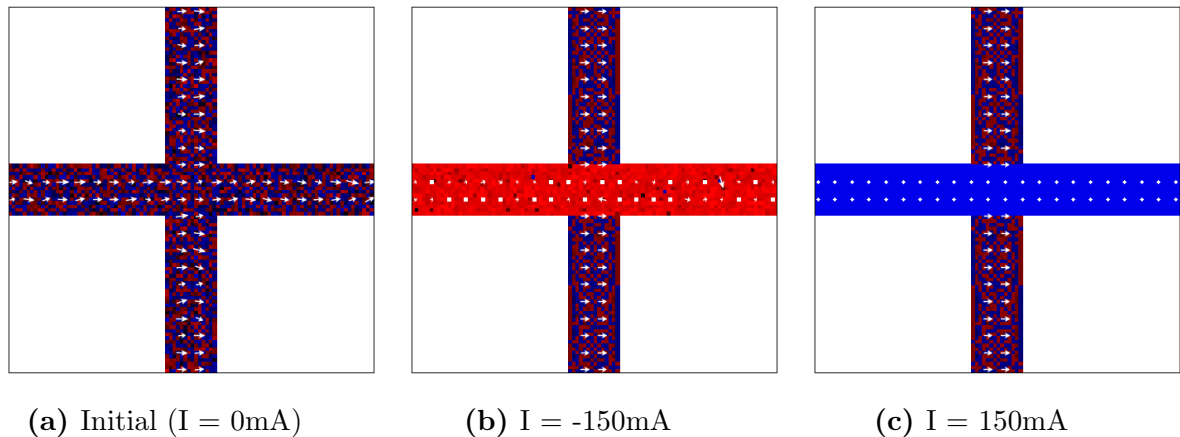 (a) Initial (I = 0mA)
(b) I = -150mA
(c) I = 150mA